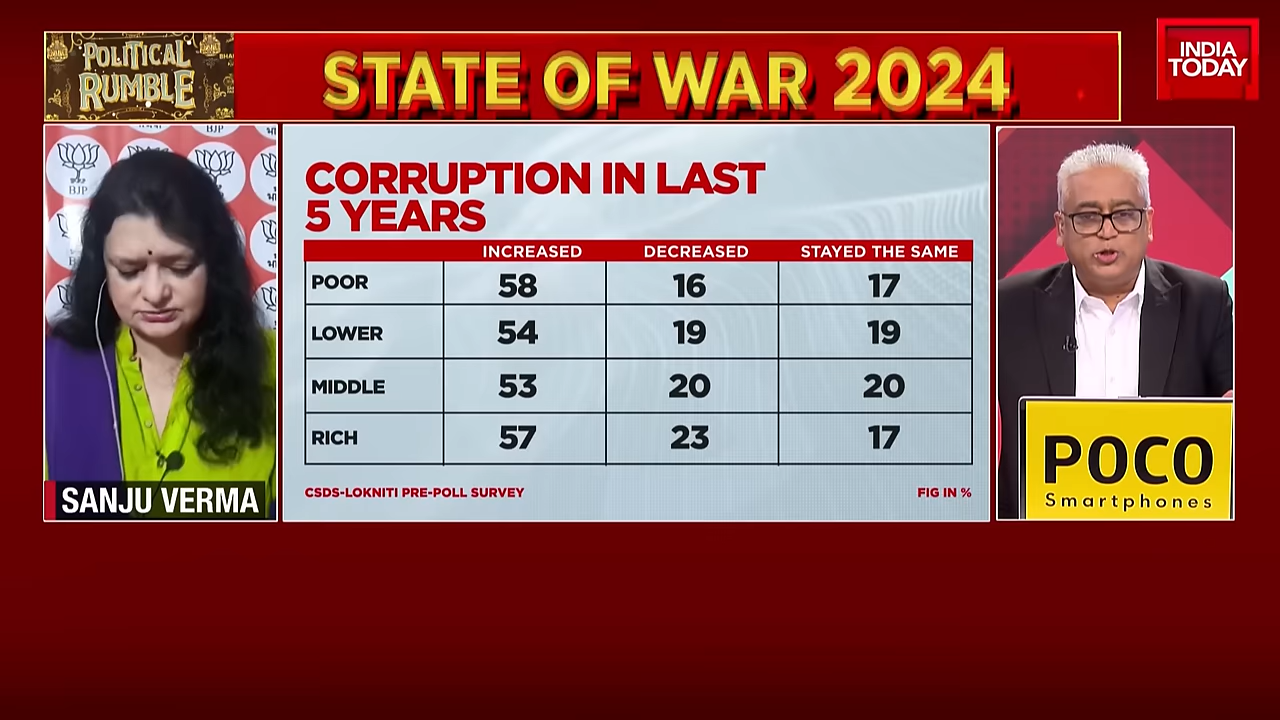 POLITICAL
RUMBLE
STATE OF WAR 2024
INDIA
TODAY
BJP
BJP
CORRUPTION IN LAST
5 YEARS
INCREASED DECREASED STAYED THE SAME
POOR 58 16 17
LOWER 54 19 19
MIDDLE 53 20 20
RICH 57 23 17
CSDS-LOKNITI PRE-POLL SURVEY FIG IN %
SANJU VERMA
POCO
Smartphones